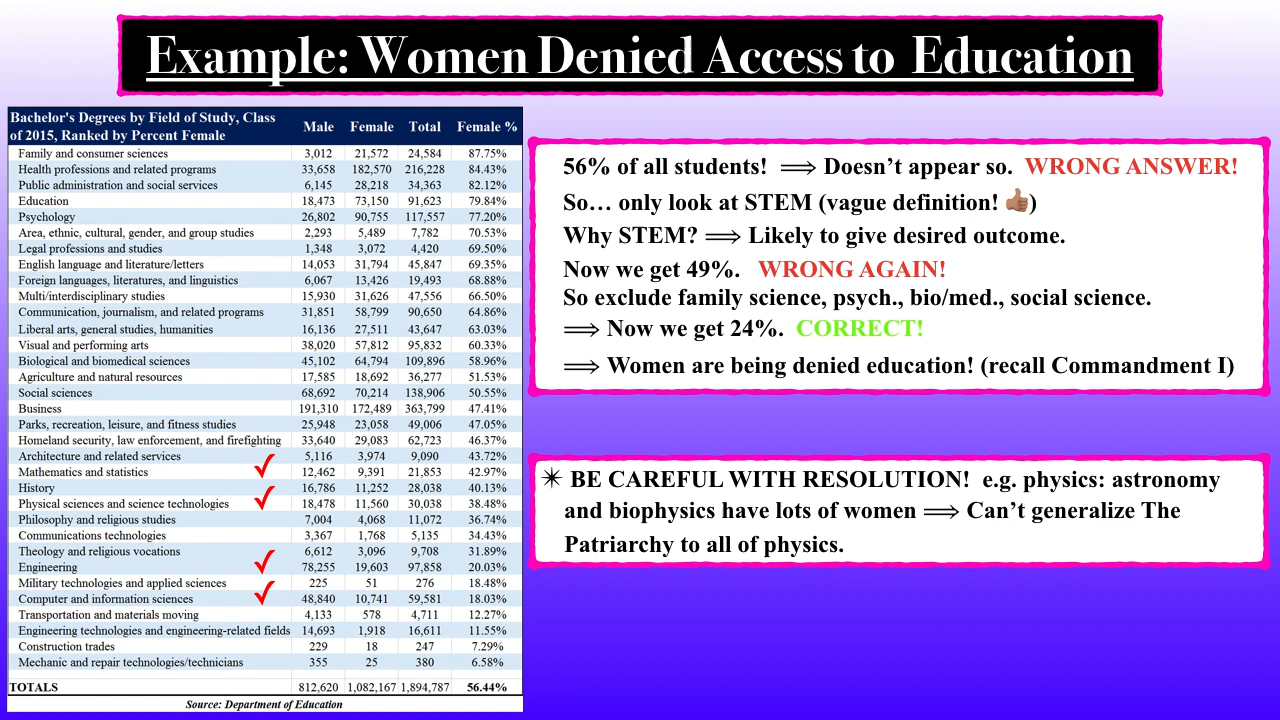 Example: Women Denied Access to Education
Bachelor's Degrees by Field of Study, Class
of 2015, Ranked by Percent Female Male Female Total Female %
Family and consumer sciences 3,012 21,572 24,584 87.75%
Health professions and related programs 33,658 182,570 216,228 84.43%
Public administration and social services 6,145 28,218 34,363 82.12%
Education 18,473 73,150 91,623 79.84%
Psychology 26,802 90,755 117,557 77.20%
Area, ethnic, cultural, gender, and group studies 2,293 5,489 7,782 70.53%
Legal professions and studies 1,348 3,072 4,420 69.50%
English language and literature/letters 14,053 31,794 45,847 69.35%
Foreign languages, literatures, and linguistics 6,067 13,426 19,493 68.88%
Multi/interdisciplinary studies 15,930 31,626 47,556 66.50%
Communication, journalism, and related programs 31,851 58,799 90,650 64.86%
Liberal arts, general studies, humanities 16,136 27,511 43,647 63.03%
Visual and performing arts 38,020 57,812 95,832 60.33%
Biological and biomedical sciences 45,102 64,794 109,896 58.96%
Agriculture and natural resources 17,585 18,692 36,277 51.53%
Social sciences 68,692 70,214 138,906 50.55%
Business 191,310 172,489 363,799 47.41%
Parks, recreation, leisure, and fitness studies 25,948 23,058 49,006 47.05%
Homeland security, law enforcement, and firefighting 33,640 29,083 62,723 46.37%
Architecture and related services 5,116 3,974 9,090 43.72%
Mathematics and statistics 12,462 9,391 21,853 42.97%
History 16,786 11,252 28,038 40.13%
Physical sciences and science technologies 18,478 11,560 30,038 38.48%
Philosophy and religious studies 7,004 4,068 11,072 36.74%
Communications technologies 3,367 1,768 5,135 34.43%
Theology and religious vocations 6,612 3,096 9,708 31.89%
Engineering 78,255 19,603 97,858 20.03%
Military technologies and applied sciences 225 51 276 18.48%
Computer and information sciences 48,840 10,741 59,581 18.03%
Transportation and materials moving 4,133 578 4,711 12.27%
Engineering technologies and engineering-related fields 14,693 1,918 16,611 11.55%
Construction trades 229 18 247 7.29%
Mechanic and repair technologies/technicians 355 25 380 6.58%
TOTALS 812,620 1,082,167 1,894,787 56.44%
Source: Department of Education
56% of all students! ⟹ Doesn't appear so. WRONG ANSWER!
So… only look at STEM (vague definition! 👍🏽)
Why STEM? ⟹ Likely to give desired outcome.
Now we get 49%. WRONG AGAIN!
So exclude family science, psych., bio/med., social science.
⟹ Now we get 24%. CORRECT!
⟹ Women are being denied education! (recall Commandment I)
✴ BE CAREFUL WITH RESOLUTION! e.g. physics: astronomy
and biophysics have lots of women ⟹ Can't generalize The
Patriarchy to all of physics.